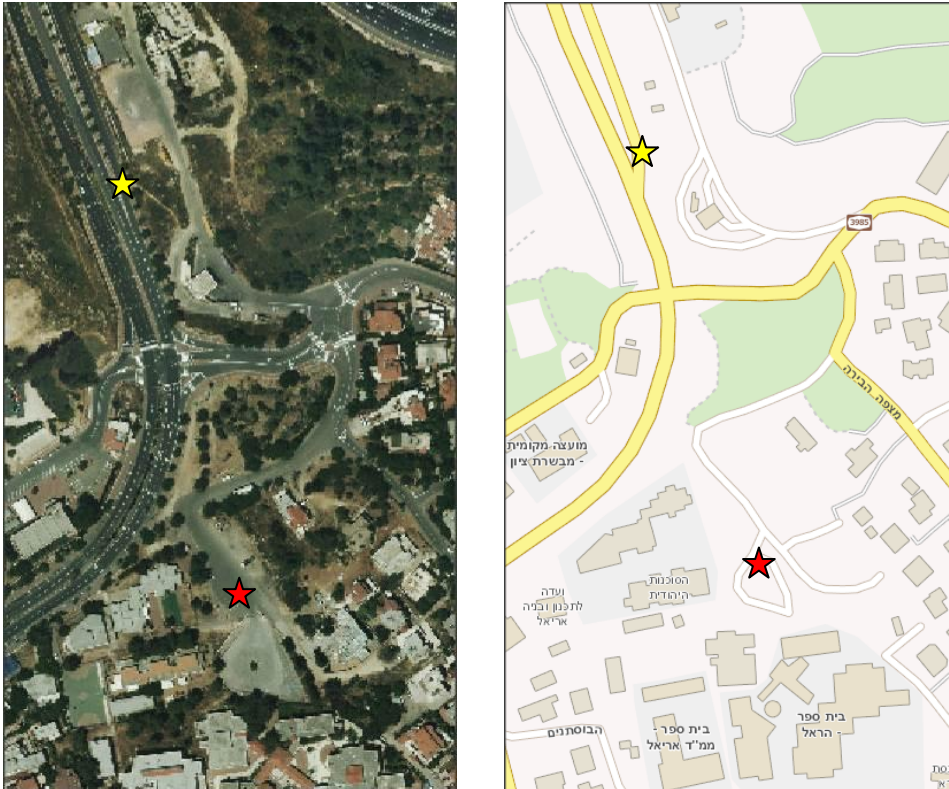 3985
מצפה הבירה
מועצה מקומית
- מבשרת ציון
הסוכנות
היהודית
ועדה
לתכנון ובניה
אריאל
בית ספר
- הראל
בית ספר -
ממ"ד אריאל
הבוסתנים